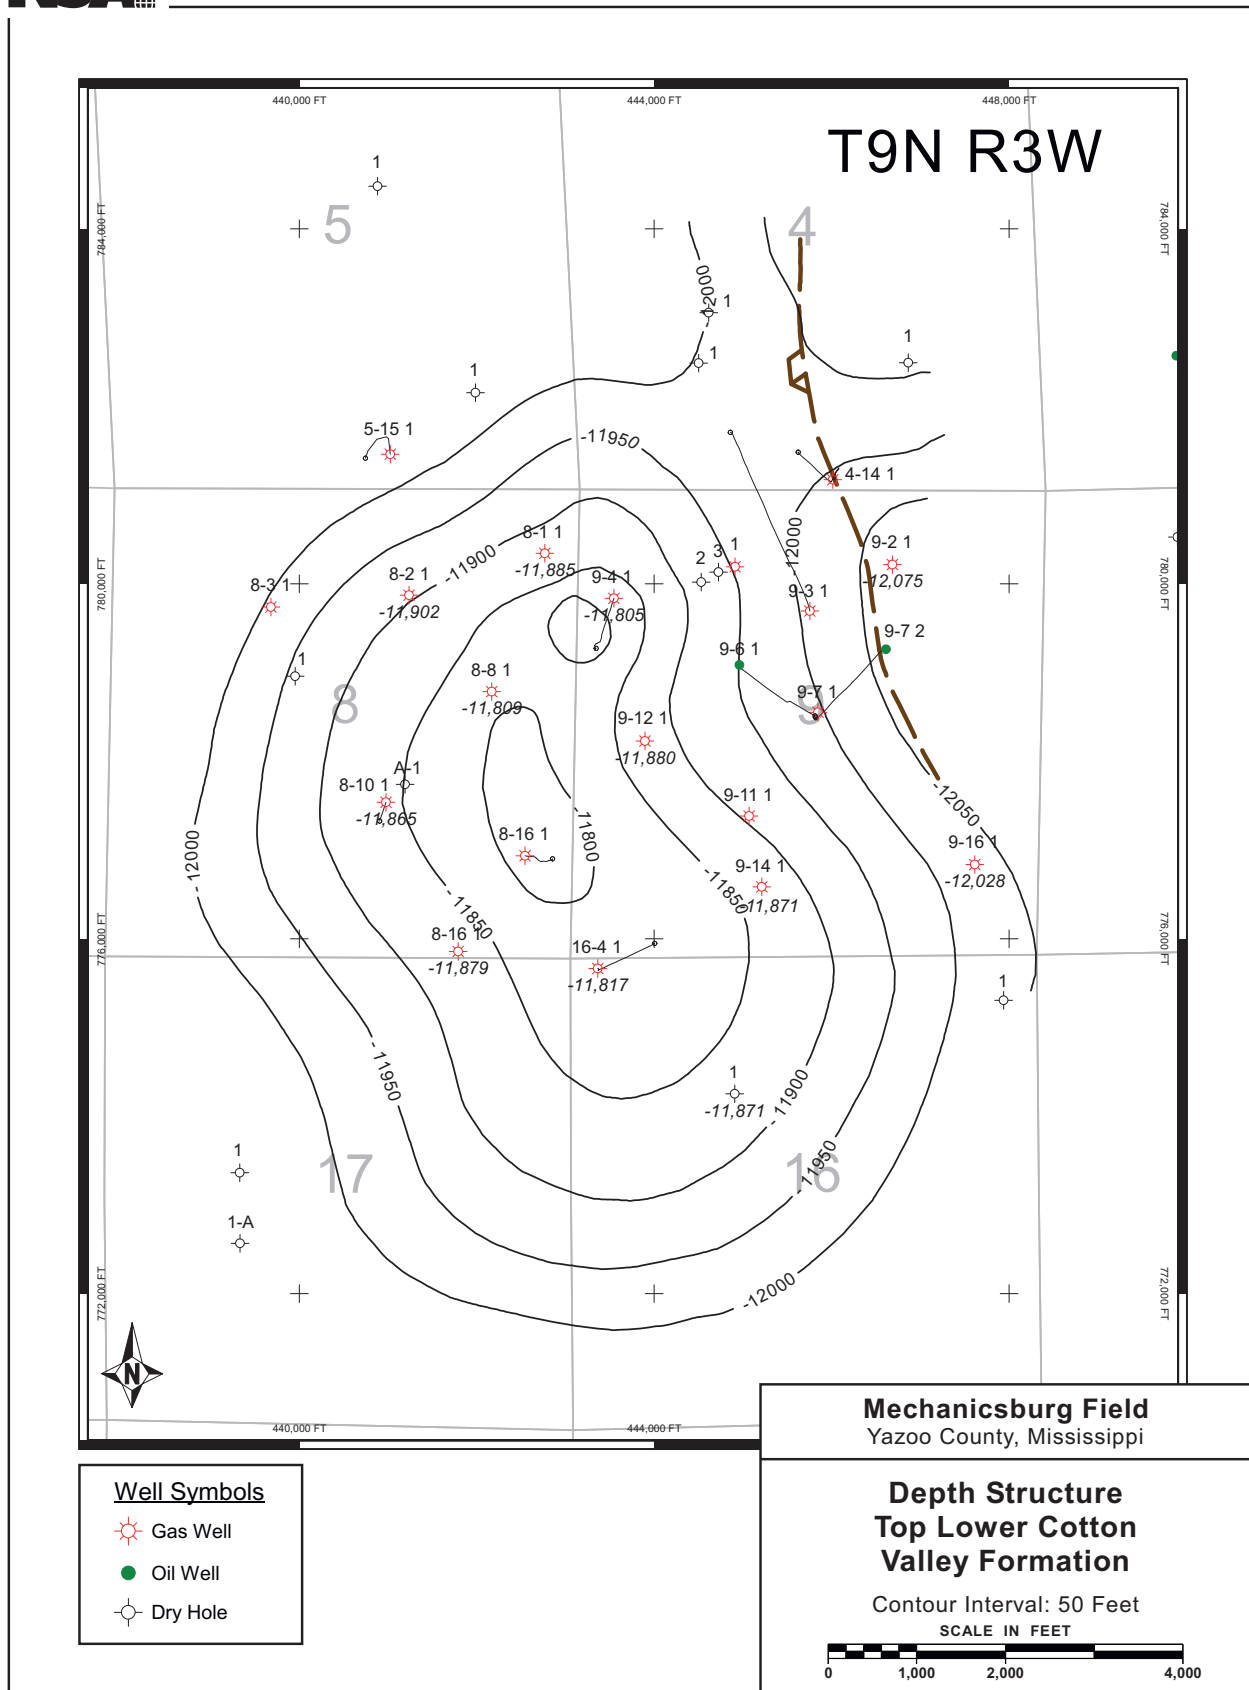 440,000 FT
444,000 FT
448,000 FT
T9N R3W
1
5
4
784,000 FT
784,000 FT
-12000
1
1
1
1
5-15 1
-11950
4-14 1
8-1 1
-11,885
-11900
2
3
1
-12000
9-2 1
-12,075
780,000 FT
780,000 FT
8-3 1
8-2 1
-11,902
9-4 1
-11,805
9-3 1
9-7 2
9-6 1
1
8-8 1
-11,809
8
9-7 1
9
9-12 1
-11,880
A-1
8-10 1
-11,865
-12050
9-11 1
8-16 1
-11800
-12000
9-16 1
-12,028
9-14 1
-11,871
-11850
-11850
8-16 1
-11,879
16-4 1
-11,817
776,000 FT
776,000 FT
1
-11950
1
-11,871
-11900
-11950
1
17
16
1-A
772,000 FT
772,000 FT
-12000
N
440,000 FT
444,000 FT
Mechanicsburg Field
Yazoo County, Mississippi
Well Symbols
Gas Well
Oil Well
Dry Hole
Depth Structure
Top Lower Cotton
Valley Formation
Contour Interval: 50 Feet
SCALE IN FEET
0
1,000
2,000
4,000